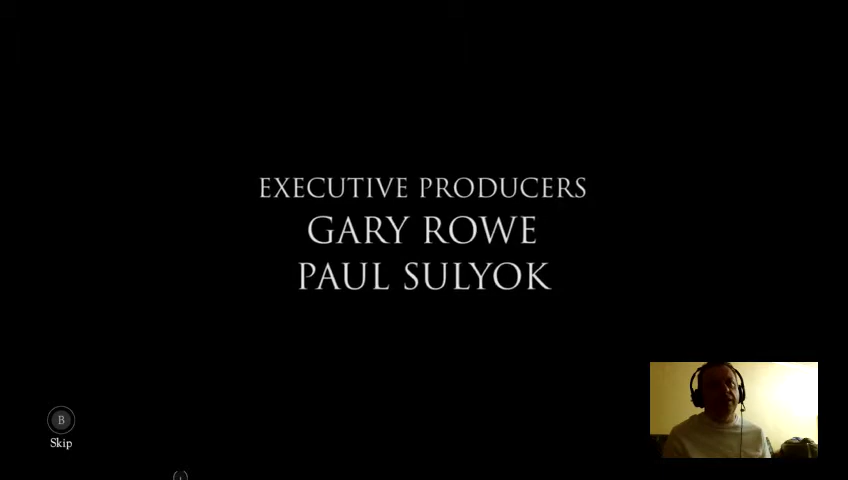 EXECUTIVE PRODUCERS
GARY ROWE
PAUL SULYOK
B
Skip